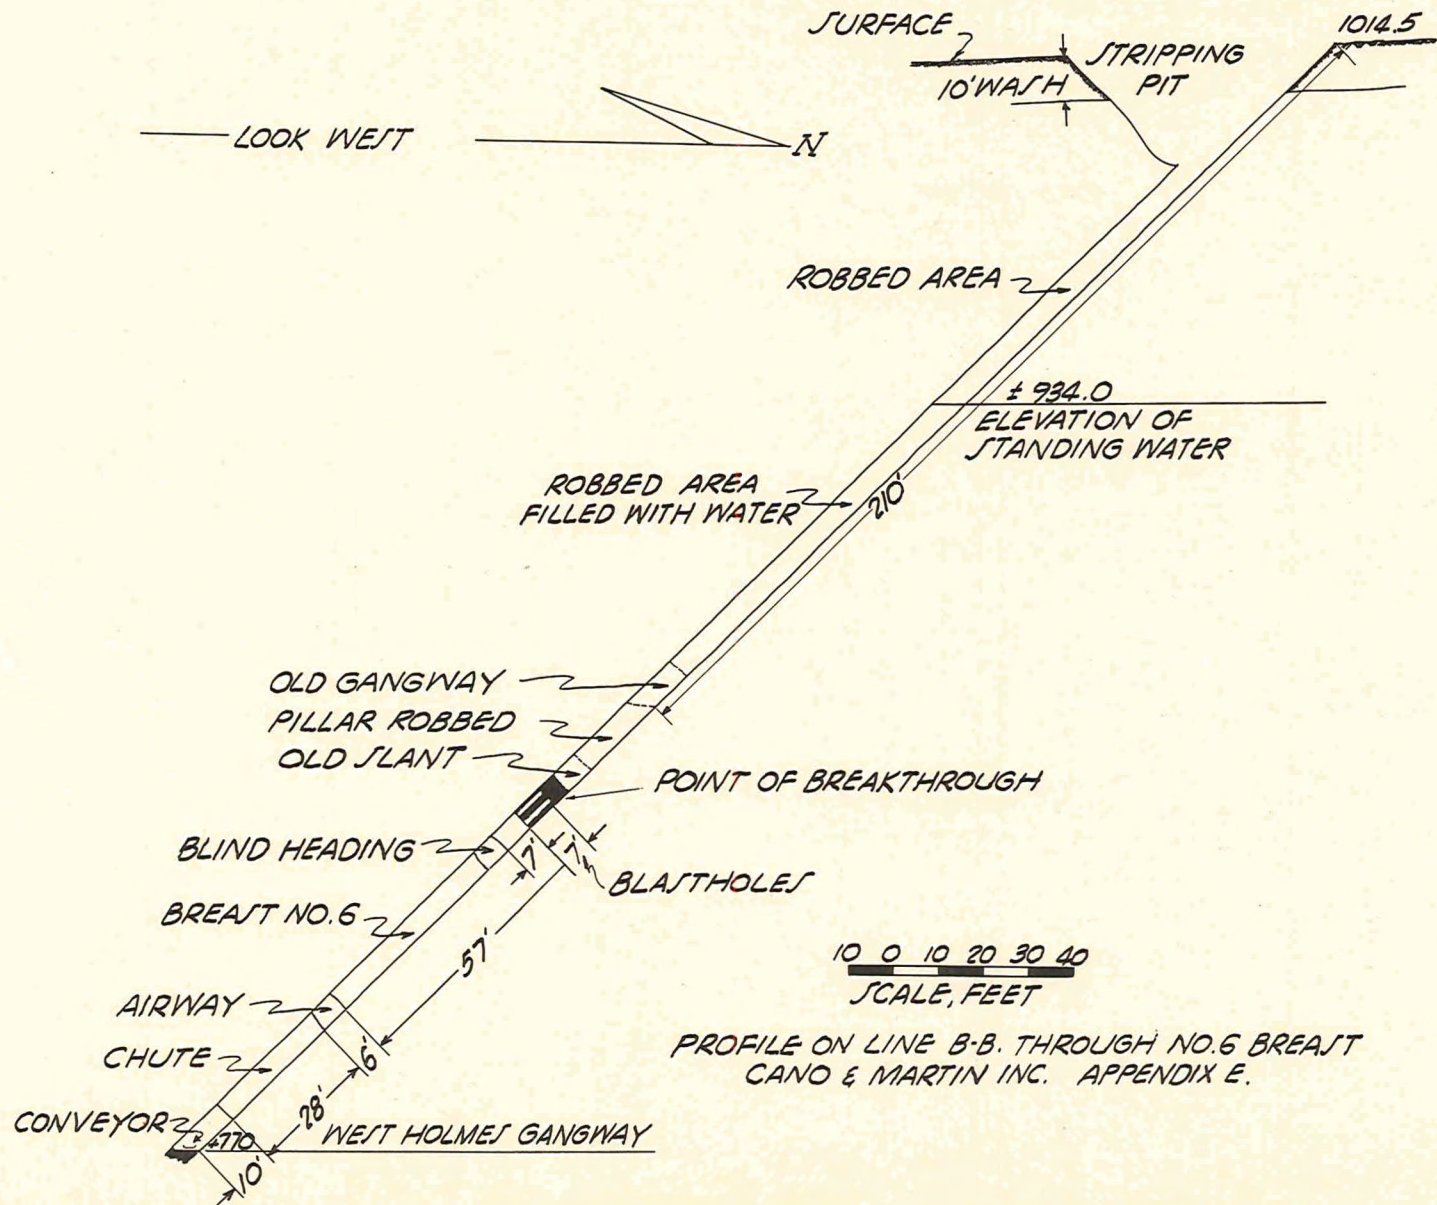 SURFACE
1014.5
10' WASH
STRIPPING
PIT
LOOK WEST
N
ROBBED AREA
± 934.0
ELEVATION OF
STANDING WATER
ROBBED AREA
FILLED WITH WATER
210'
OLD GANGWAY
PILLAR ROBBED
OLD SLANT
POINT OF BREAKTHROUGH
BLIND HEADING
7'
7'
BLASTHOLES
BREAST NO.6
57'
10 0 10 20 30 40
SCALE, FEET
AIRWAY
6'
CHUTE
PROFILE ON LINE B-B. THROUGH NO.6 BREAST
CANO & MARTIN INC. APPENDIX E.
28'
CONVEYOR
±770
WEST HOLMES GANGWAY
10'